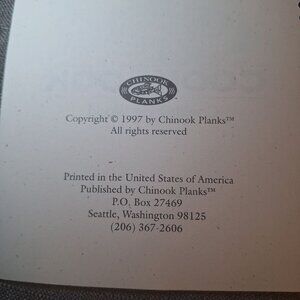 CHINOOK
PLANKS
Copyright © 1997 by Chinook Planks™
All rights reserved
Printed in the United States of America
Published by Chinook Planks™
P.O. Box 27469
Seattle, Washington 98125
(206) 367-2606